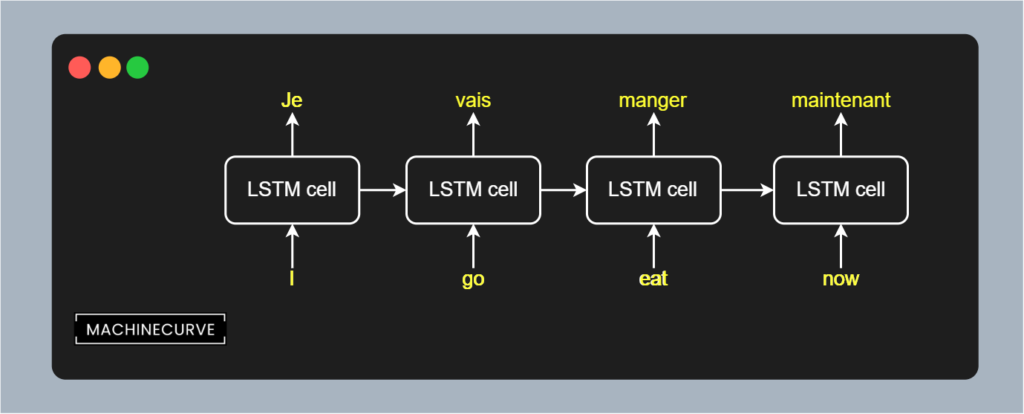 Je vais manger maintenant
LSTM cell LSTM cell LSTM cell LSTM cell
I go eat now
MACHINECURVE